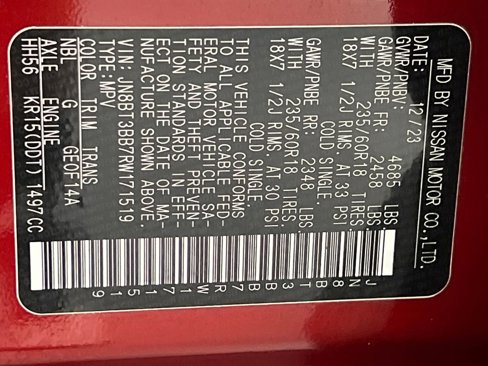 MFD BY NISSAN MOTOR CO.,LTD.
DATE: 12/23
GVWR/PNBV: 4685 LBS.
GAWR/PNBE FR: 2458 LBS.
WITH 235/60R18 TIRES,
18X7 1/2J RIMS, AT 33 PSI
COLD SINGLE.
GAWR/PNBE RR: 2348 LBS.
WITH 235/60R18 TIRES,
18X7 1/2J RIMS, AT 30 PSI
COLD SINGLE.
THIS VEHICLE CONFORMS
TO ALL APPLICABLE FED-
ERAL MOTOR VEHICLE SA-
FETY AND THEFT PREVEN-
TION STANDARDS IN EFF-
ECT ON THE DATE OF MA-
NUFACTURE SHOWN ABOVE.
VIN: JN8BT3BB7RW171519
TYPE:MPV
COLOR TRIM TRANS
NBL G GE0F14A
AXLE ENGINE
HH56 KR15(DDT) 1497CC
JN8BT3BB7RW171519